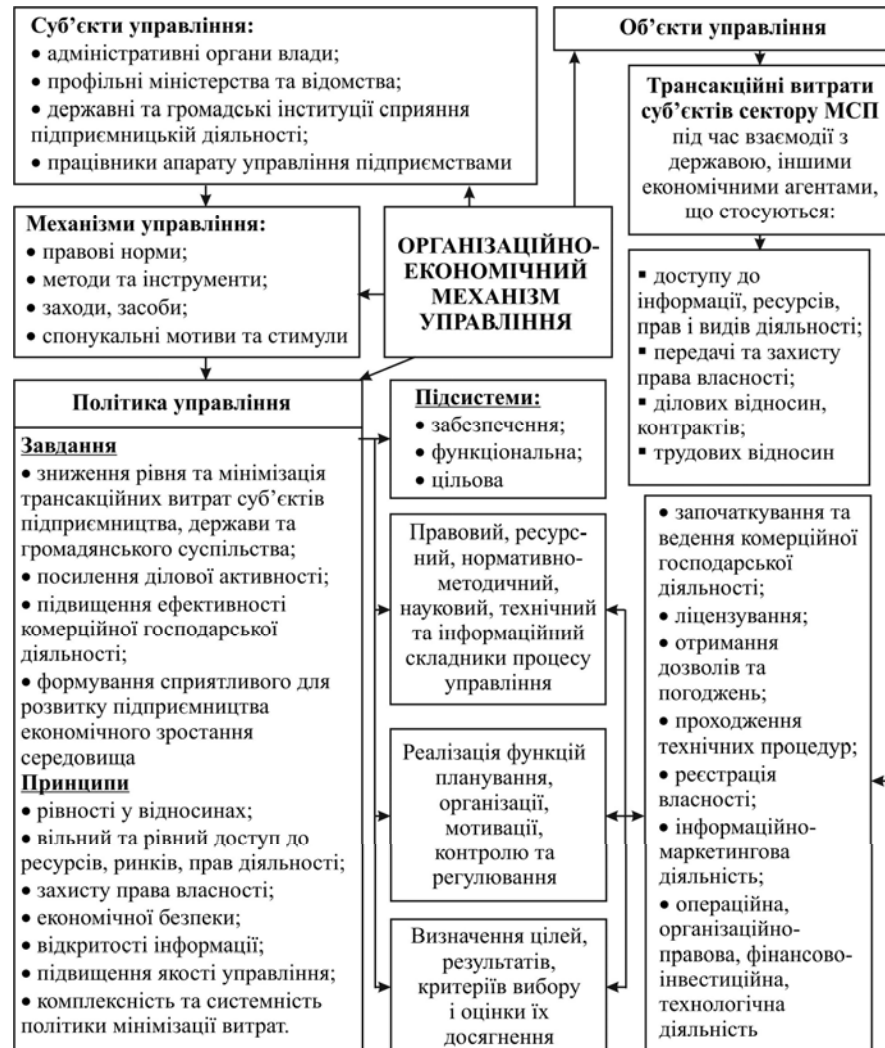 Суб’єкти управління:
• адміністративні органи влади;
• профільні міністерства та відомства;
• державні та громадські інституції сприяння
підприємницькій діяльності;
• працівники апарату управління підприємствами
Об’єкти управління
Трансакційні витрати
суб’єктів сектору МСП
під час взаємодії з
державою, іншими
економічними агентами,
що стосуються:
Механізми управління:
• правові норми;
• методи та інструменти;
• заходи, засоби;
• спонукальні мотиви та стимули
ОРГАНІЗАЦІЙНО-
ЕКОНОМІЧНИЙ
МЕХАНІЗМ
УПРАВЛІННЯ
▪ доступу до
інформації, ресурсів,
прав і видів діяльності;
▪ передачі та захисту
права власності;
▪ ділових відносин,
контрактів;
▪ трудових відносин
Політика управління
Завдання
• зниження рівня та мінімізація
трансакційних витрат суб’єктів
підприємництва, держави та
громадянського суспільства;
• посилення ділової активності;
• підвищення ефективності
комерційної господарської
діяльності;
• формування сприятливого для
розвитку підприємництва
економічного зростання
середовища
Принципи
• рівності у відносинах;
• вільний та рівний доступ до
ресурсів, ринків, прав діяльності;
• захисту права власності;
• економічної безпеки;
• відкритості інформації;
• підвищення якості управління;
• комплексність та системність
політики мінімізації витрат.
Підсистеми:
• забезпечення;
• функціональна;
• цільова
Правовий, ресурс-
ний, нормативно-
методичний,
науковий, технічний
та інформаційний
складники процесу
управління
Реалізація функцій
планування,
організації,
мотивації,
контролю та
регулювання
Визначення цілей,
результатів,
критеріїв вибору
і оцінки їх
досягнення
• започаткування та
ведення комерційної
господарської
діяльності;
• ліцензування;
• отримання
дозволів та
погоджень;
• проходження
технічних процедур;
• реєстрація
власності;
• інформаційно-
маркетингова
діяльність;
• операційна,
організаційно-
правова, фінансово-
інвестиційна,
технологічна
діяльність